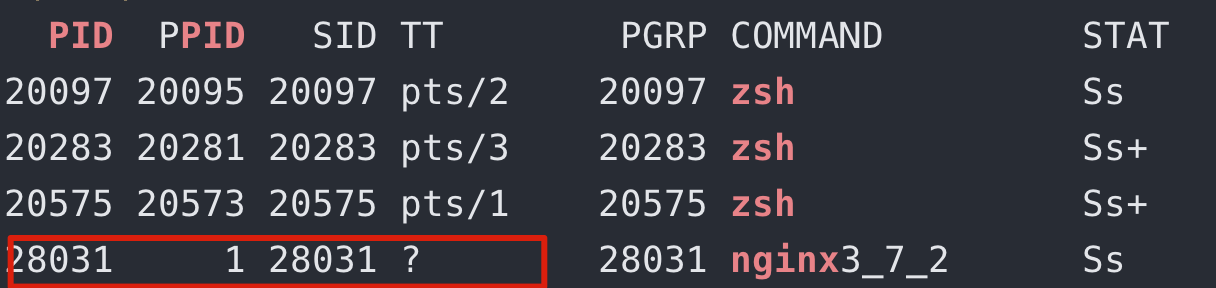 PID PPID SID TT PGRP COMMAND STAT
20097 20095 20097 pts/2 20097 zsh Ss
20283 20281 20283 pts/3 20283 zsh Ss+
20575 20573 20575 pts/1 20575 zsh Ss+
28031 1 28031 ? 28031 nginx3_7_2 Ss